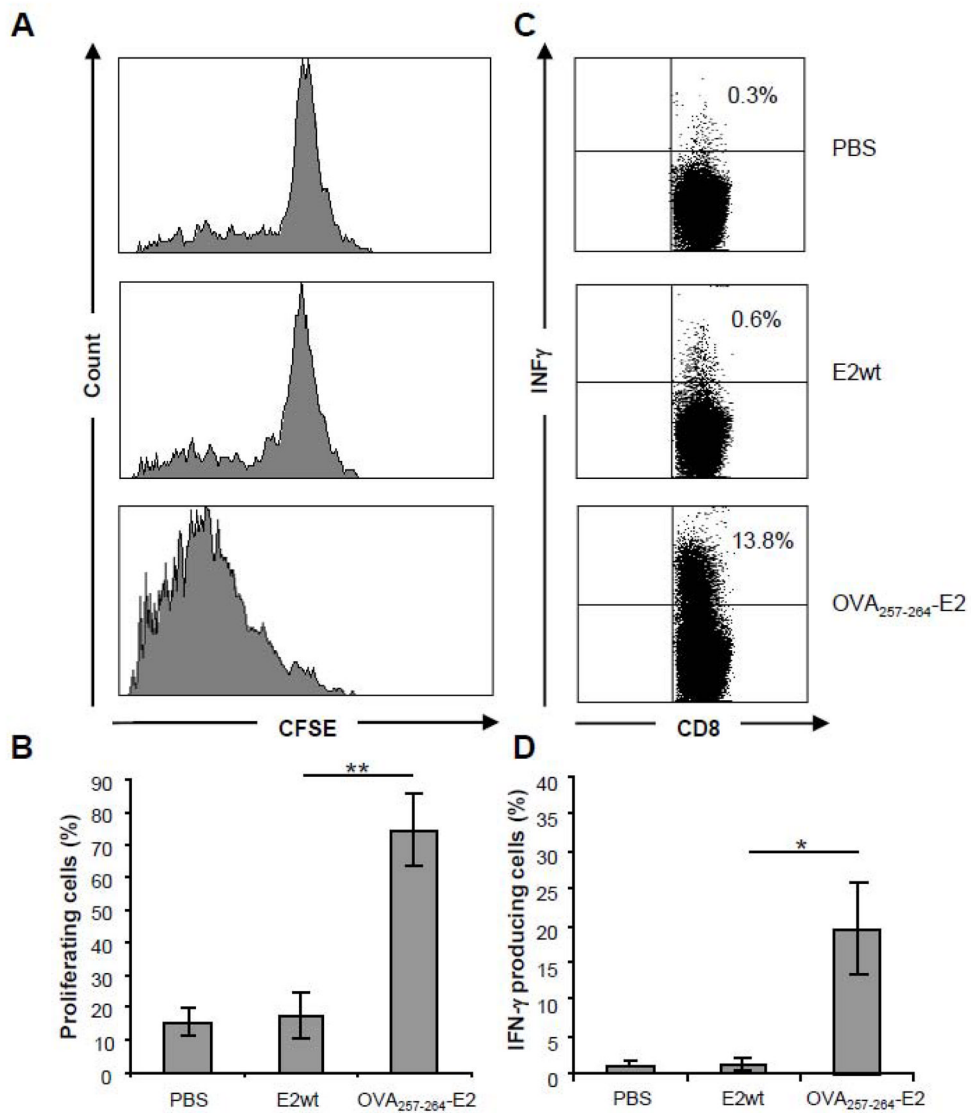 A
C
Count
CFSE
INFγ
CD8
0.3%
PBS
0.6%
E2wt
13.8%
OVA257-264-E2
B
D
Proliferating cells (%)
90
80
70
60
50
40
30
20
10
0
**
PBS E2wt OVA257-264-E2
IFN-γ producing cells (%)
40
35
30
25
20
15
10
5
0
*
PBS E2wt OVA257-264-E2